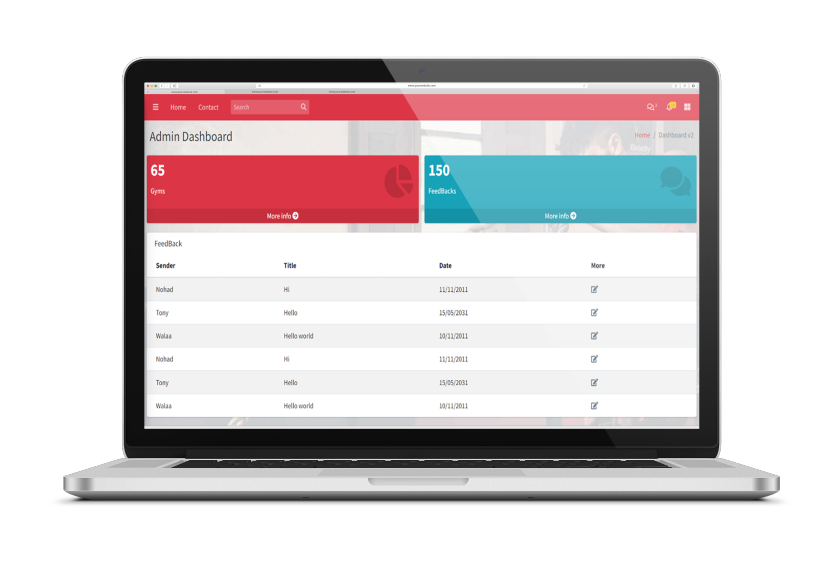 Home Contact Search
Admin Dashboard
Home / Dashboard v2
65
Gyms
More info
150
FeedBacks
More info
FeedBack
Sender Title Date More
Nohad Hi 11/11/2011
Tony Hello 15/05/2031
Walaa Hello world 10/11/2011
Nohad Hi 11/11/2011
Tony Hello 15/05/2031
Walaa Hello world 10/11/2011